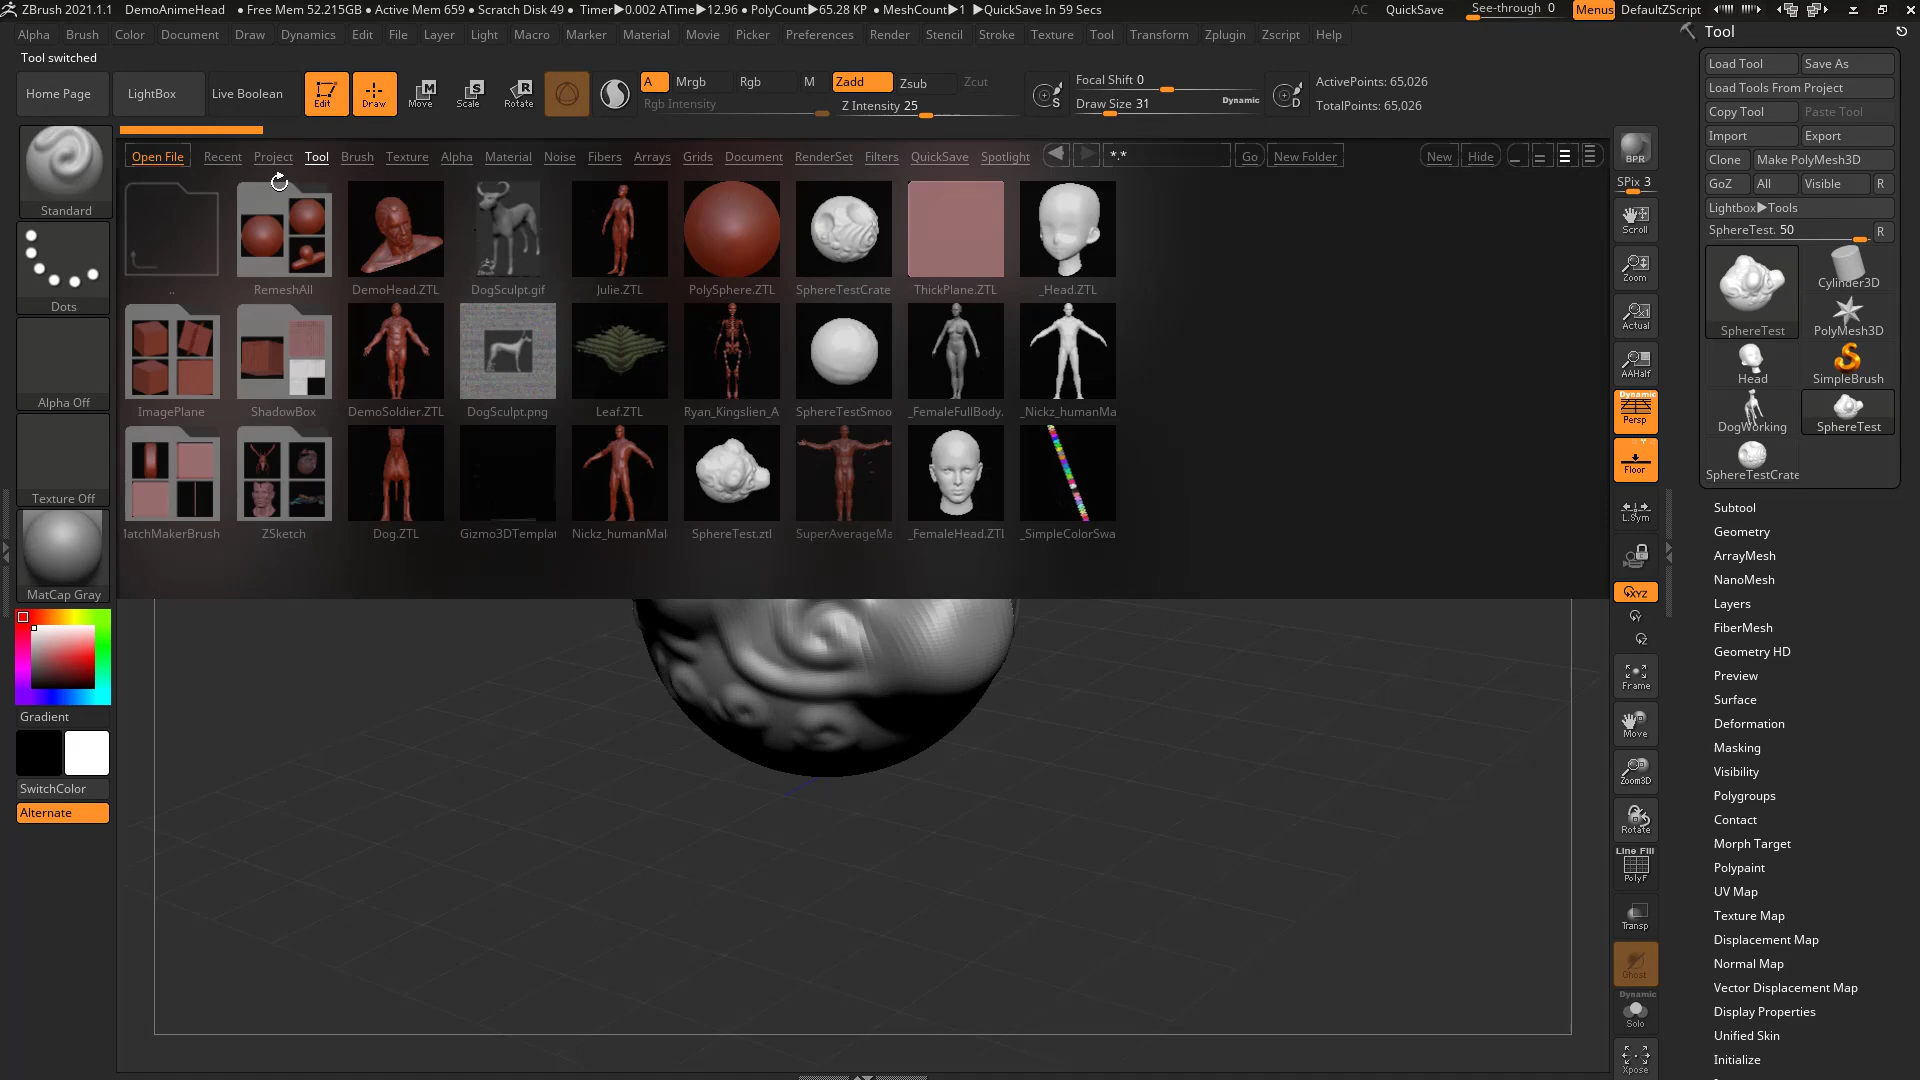 ZBrush 2021.1.1 DemoAnimeHead • Free Mem 52.215GB • Active Mem 659 • Scratch Disk 49 • Timer▶0.002 ATime▶12.96 • PolyCount▶65.28 KP • MeshCount▶1 ▶QuickSave In 59 Secs AC QuickSave See-through 0 Menus DefaultZScript
Alpha Brush Color Document Draw Dynamics Edit File Layer Light Macro Marker Material Movie Picker Preferences Render Stencil Stroke Texture Tool Transform Zplugin Zscript Help
Tool switched
Home Page LightBox Live Boolean Edit Draw Move Scale Rotate
A Mrgb Rgb M Zadd Zsub Zcut
Rgb Intensity Z Intensity 25
Focal Shift 0
Draw Size 31 Dynamic
ActivePoints: 65,026
TotalPoints: 65,026
Open File Recent Project Tool Brush Texture Alpha Material Noise Fibers Arrays Grids Document RenderSet Filters QuickSave Spotlight *.* Go New Folder New Hide
.. RemeshAll DemoHead.ZTL DogSculpt.gif Julie.ZTL PolySphere.ZTL SphereTestCrate ThickPlane.ZTL _Head.ZTL
ImagePlane ShadowBox DemoSoldier.ZTL DogSculpt.png Leaf.ZTL Ryan_Kingslien_A SphereTestSmoo _FemaleFullBody. _Nickz_humanMa
MatchMakerBrush ZSketch Dog.ZTL Gizmo3DTemplat Nickz_humanMal SphereTest.ztl SuperAverageMa _FemaleHead.ZTL _SimpleColorSwa
Standard
Dots
Alpha Off
Texture Off
MatCap Gray
Gradient
SwitchColor
Alternate
BPR
SPix 3
Scroll
Zoom
Actual
AAHalf
Dynamic
Persp
Floor
L.Sym
XYZ
Y
Z
Frame
Move
Zoom3D
Rotate
Line Fill
PolyF
Transp
Ghost
Dynamic
Solo
Xpose
Tool
Load Tool Save As
Load Tools From Project
Copy Tool Paste Tool
Import Export
Clone Make PolyMesh3D
GoZ All Visible R
Lightbox▶Tools
SphereTest. 50 R
SphereTest Cylinder3D
PolyMesh3D
Head SimpleBrush
DogWorking SphereTest
SphereTestCrate
Subtool
Geometry
ArrayMesh
NanoMesh
Layers
FiberMesh
Geometry HD
Preview
Surface
Deformation
Masking
Visibility
Polygroups
Contact
Morph Target
Polypaint
UV Map
Texture Map
Displacement Map
Normal Map
Vector Displacement Map
Display Properties
Unified Skin
Initialize